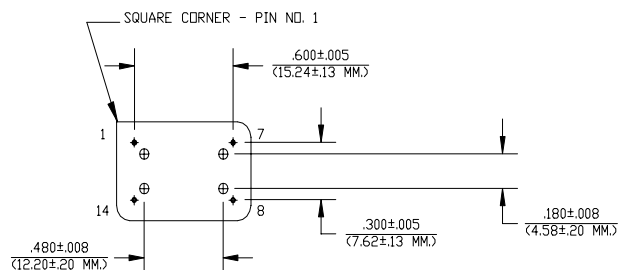 SQUARE CORNER - PIN NO. 1
.600±.005
(15.24±.13 MM.)
1
7
14
8
.180±.008
(4.58±.20 MM.)
.300±.005
(7.62±.13 MM.)
.480±.008
(12.20±.20 MM.)